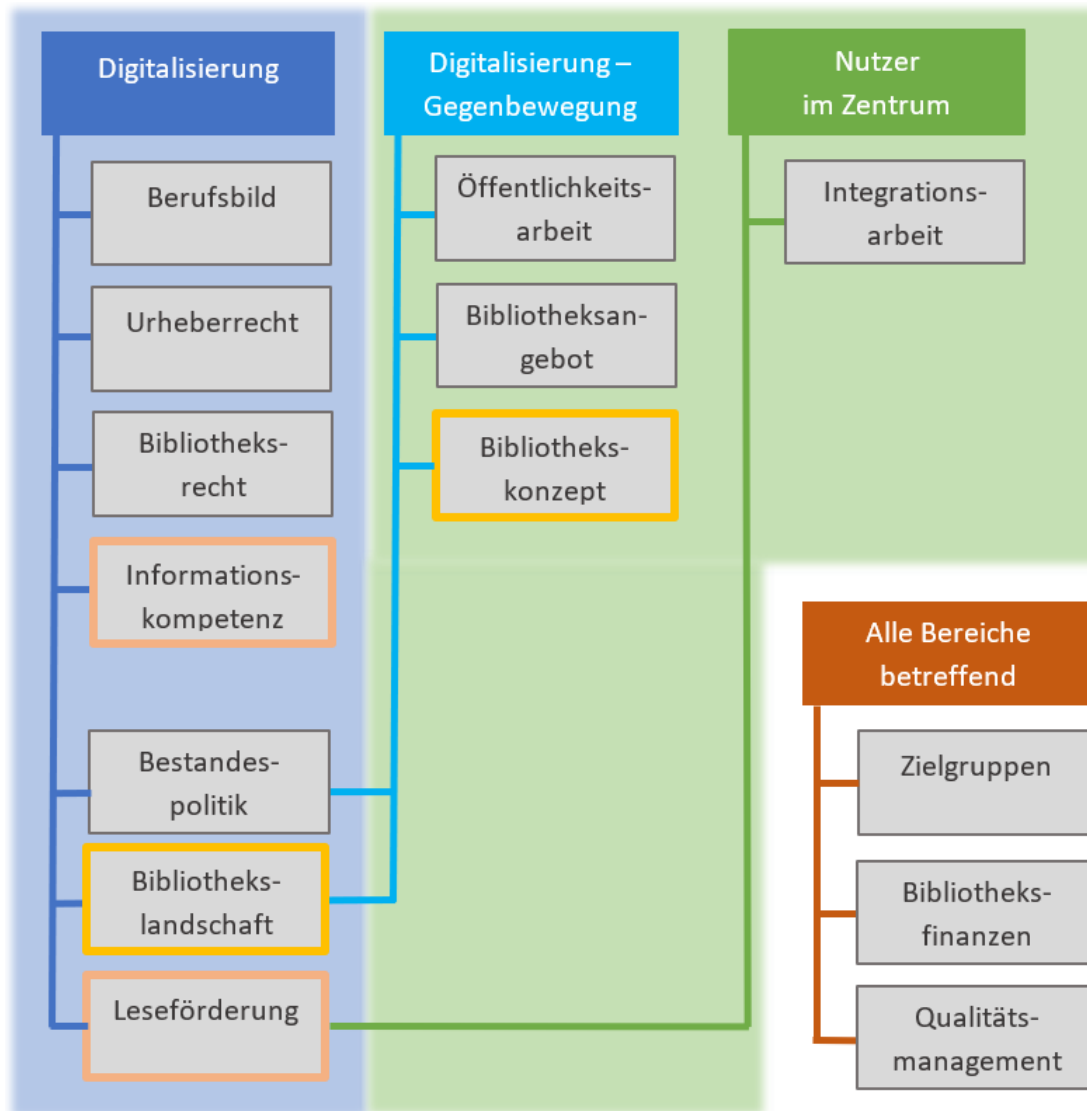 Digitalisierung
Berufsbild
Urheberrecht
Bibliotheks-
recht
Informations-
kompetenz
Bestandes-
politik
Bibliotheks-
landschaft
Leseförderung
Digitalisierung –
Gegenbewegung
Öffentlichkeits-
arbeit
Bibliotheksan-
gebot
Bibliotheks-
konzept
Nutzer
im Zentrum
Integrations-
arbeit
Alle Bereiche
betreffend
Zielgruppen
Bibliotheks-
finanzen
Qualitäts-
management